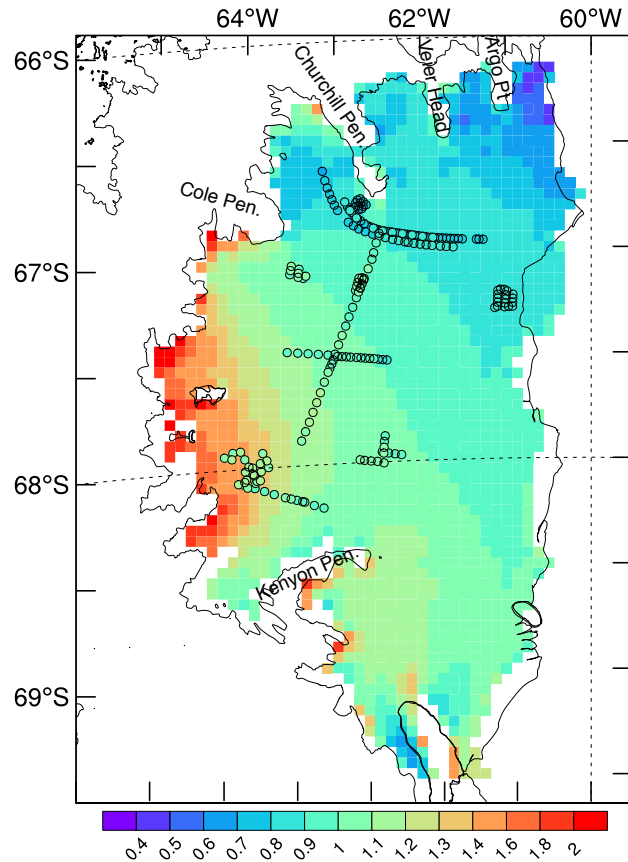 64°W 62°W 60°W
66°S
Churchill Pen.
Veier Head
Argo Pt
Cole Pen.
67°S
68°S
Kenyon Pen.
69°S
0.4 0.5 0.6 0.7 0.8 0.9 1 1.1 1.2 1.3 1.4 1.6 1.8 2